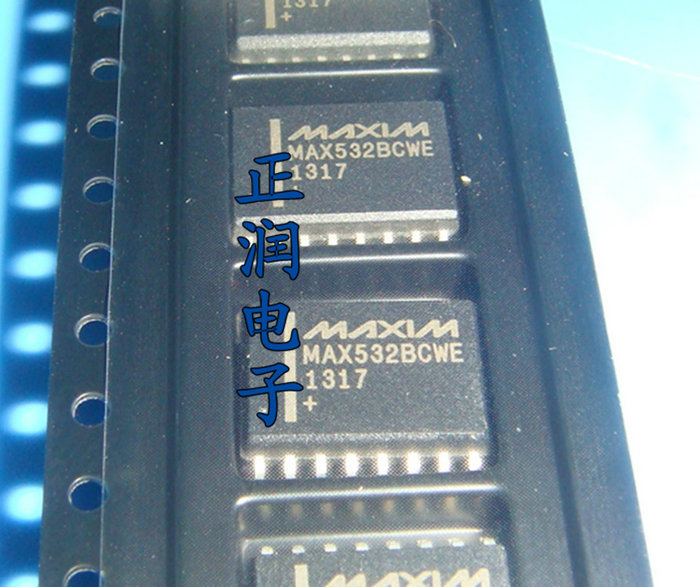 1317
+
MAXIM
MAX532BCWE
1317
正润电子
MAXIM
MAX532BCWE
1317
+
MAXIM